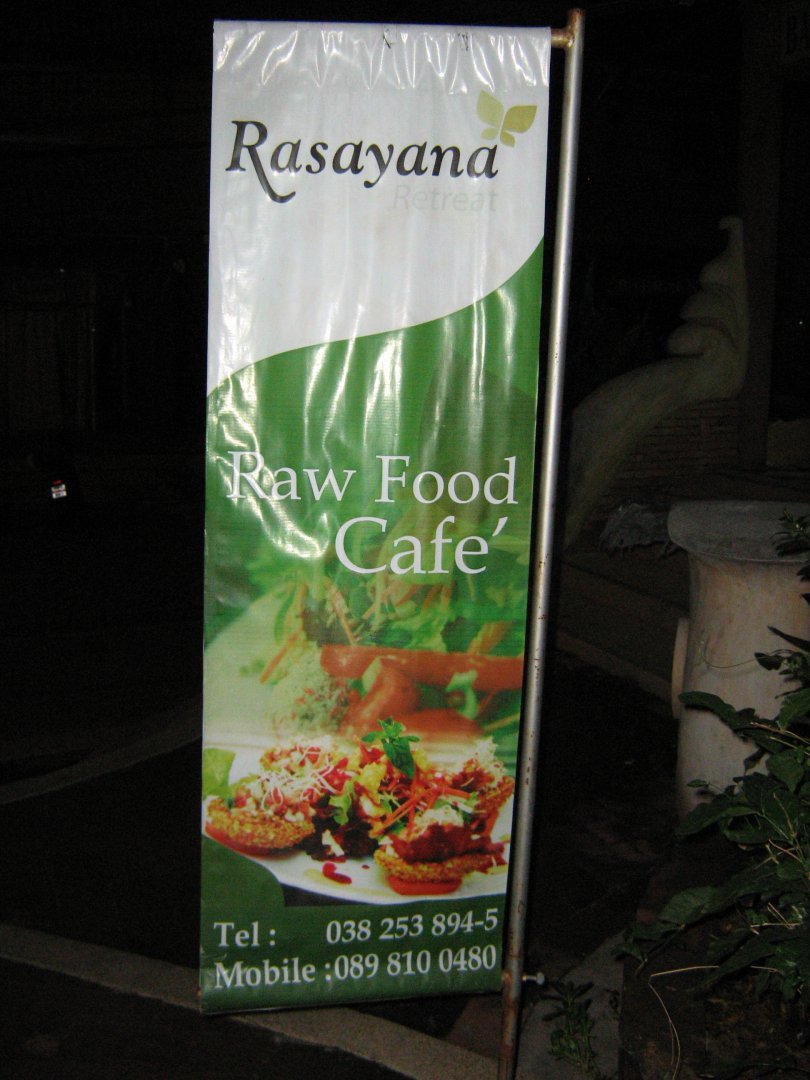 Rasayana
Retreat
Raw Food
Cafe'
Tel : 038 253 894-5
Mobile :089 810 0480